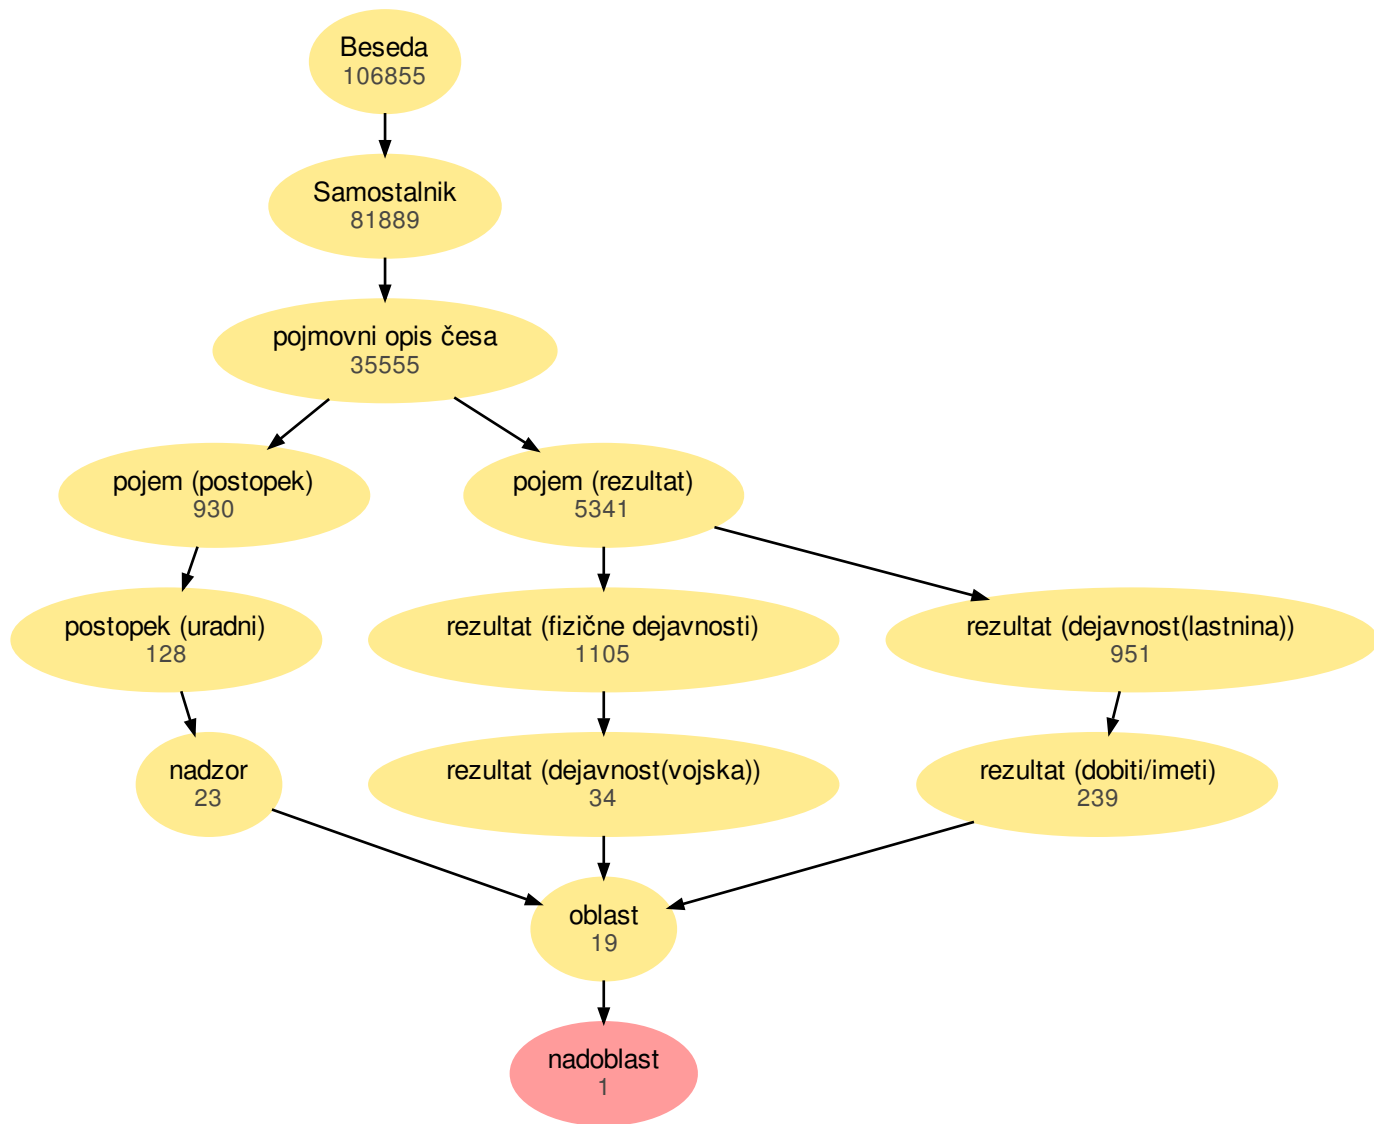 Beseda
106855
Samostalnik
81889
pojmovni opis česa
35555
pojem (postopek)
930
pojem (rezultat)
5341
postopek (uradni)
128
rezultat (fizične dejavnosti)
1105
rezultat (dejavnost(lastnina))
951
nadzor
23
rezultat (dejavnost(vojska))
34
rezultat (dobiti/imeti)
239
oblast
19
nadoblast
1